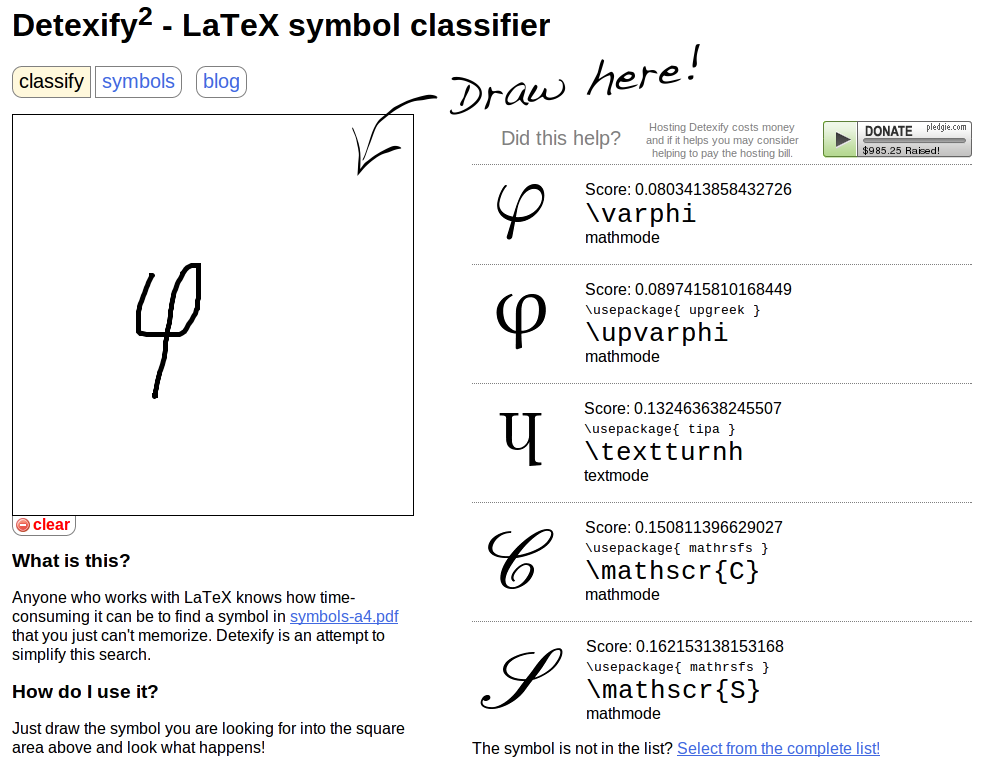 Detexify² - LaTeX symbol classifier
classify symbols blog
Draw here!
Did this help?
Hosting Detexify costs money
and if it helps you may consider
helping to pay the hosting bill.
DONATE pledgie.com
$985.25 Raised!
φ
Score: 0.0803413858432726
\varphi
mathmode
φ
Score: 0.0897415810168449
\usepackage{ upgreek }
\upvarphi
mathmode
ɥ
Score: 0.132463638245507
\usepackage{ tipa }
\textturnh
textmode
𝒞
Score: 0.150811396629027
\usepackage{ mathrsfs }
\mathscr{C}
mathmode
𝒮
Score: 0.162153138153168
\usepackage{ mathrsfs }
\mathscr{S}
mathmode
The symbol is not in the list? Select from the complete list!
φ
clear
What is this?
Anyone who works with LaTeX knows how time-
consuming it can be to find a symbol in symbols-a4.pdf
that you just can't memorize. Detexify is an attempt to
simplify this search.
How do I use it?
Just draw the symbol you are looking for into the square
area above and look what happens!